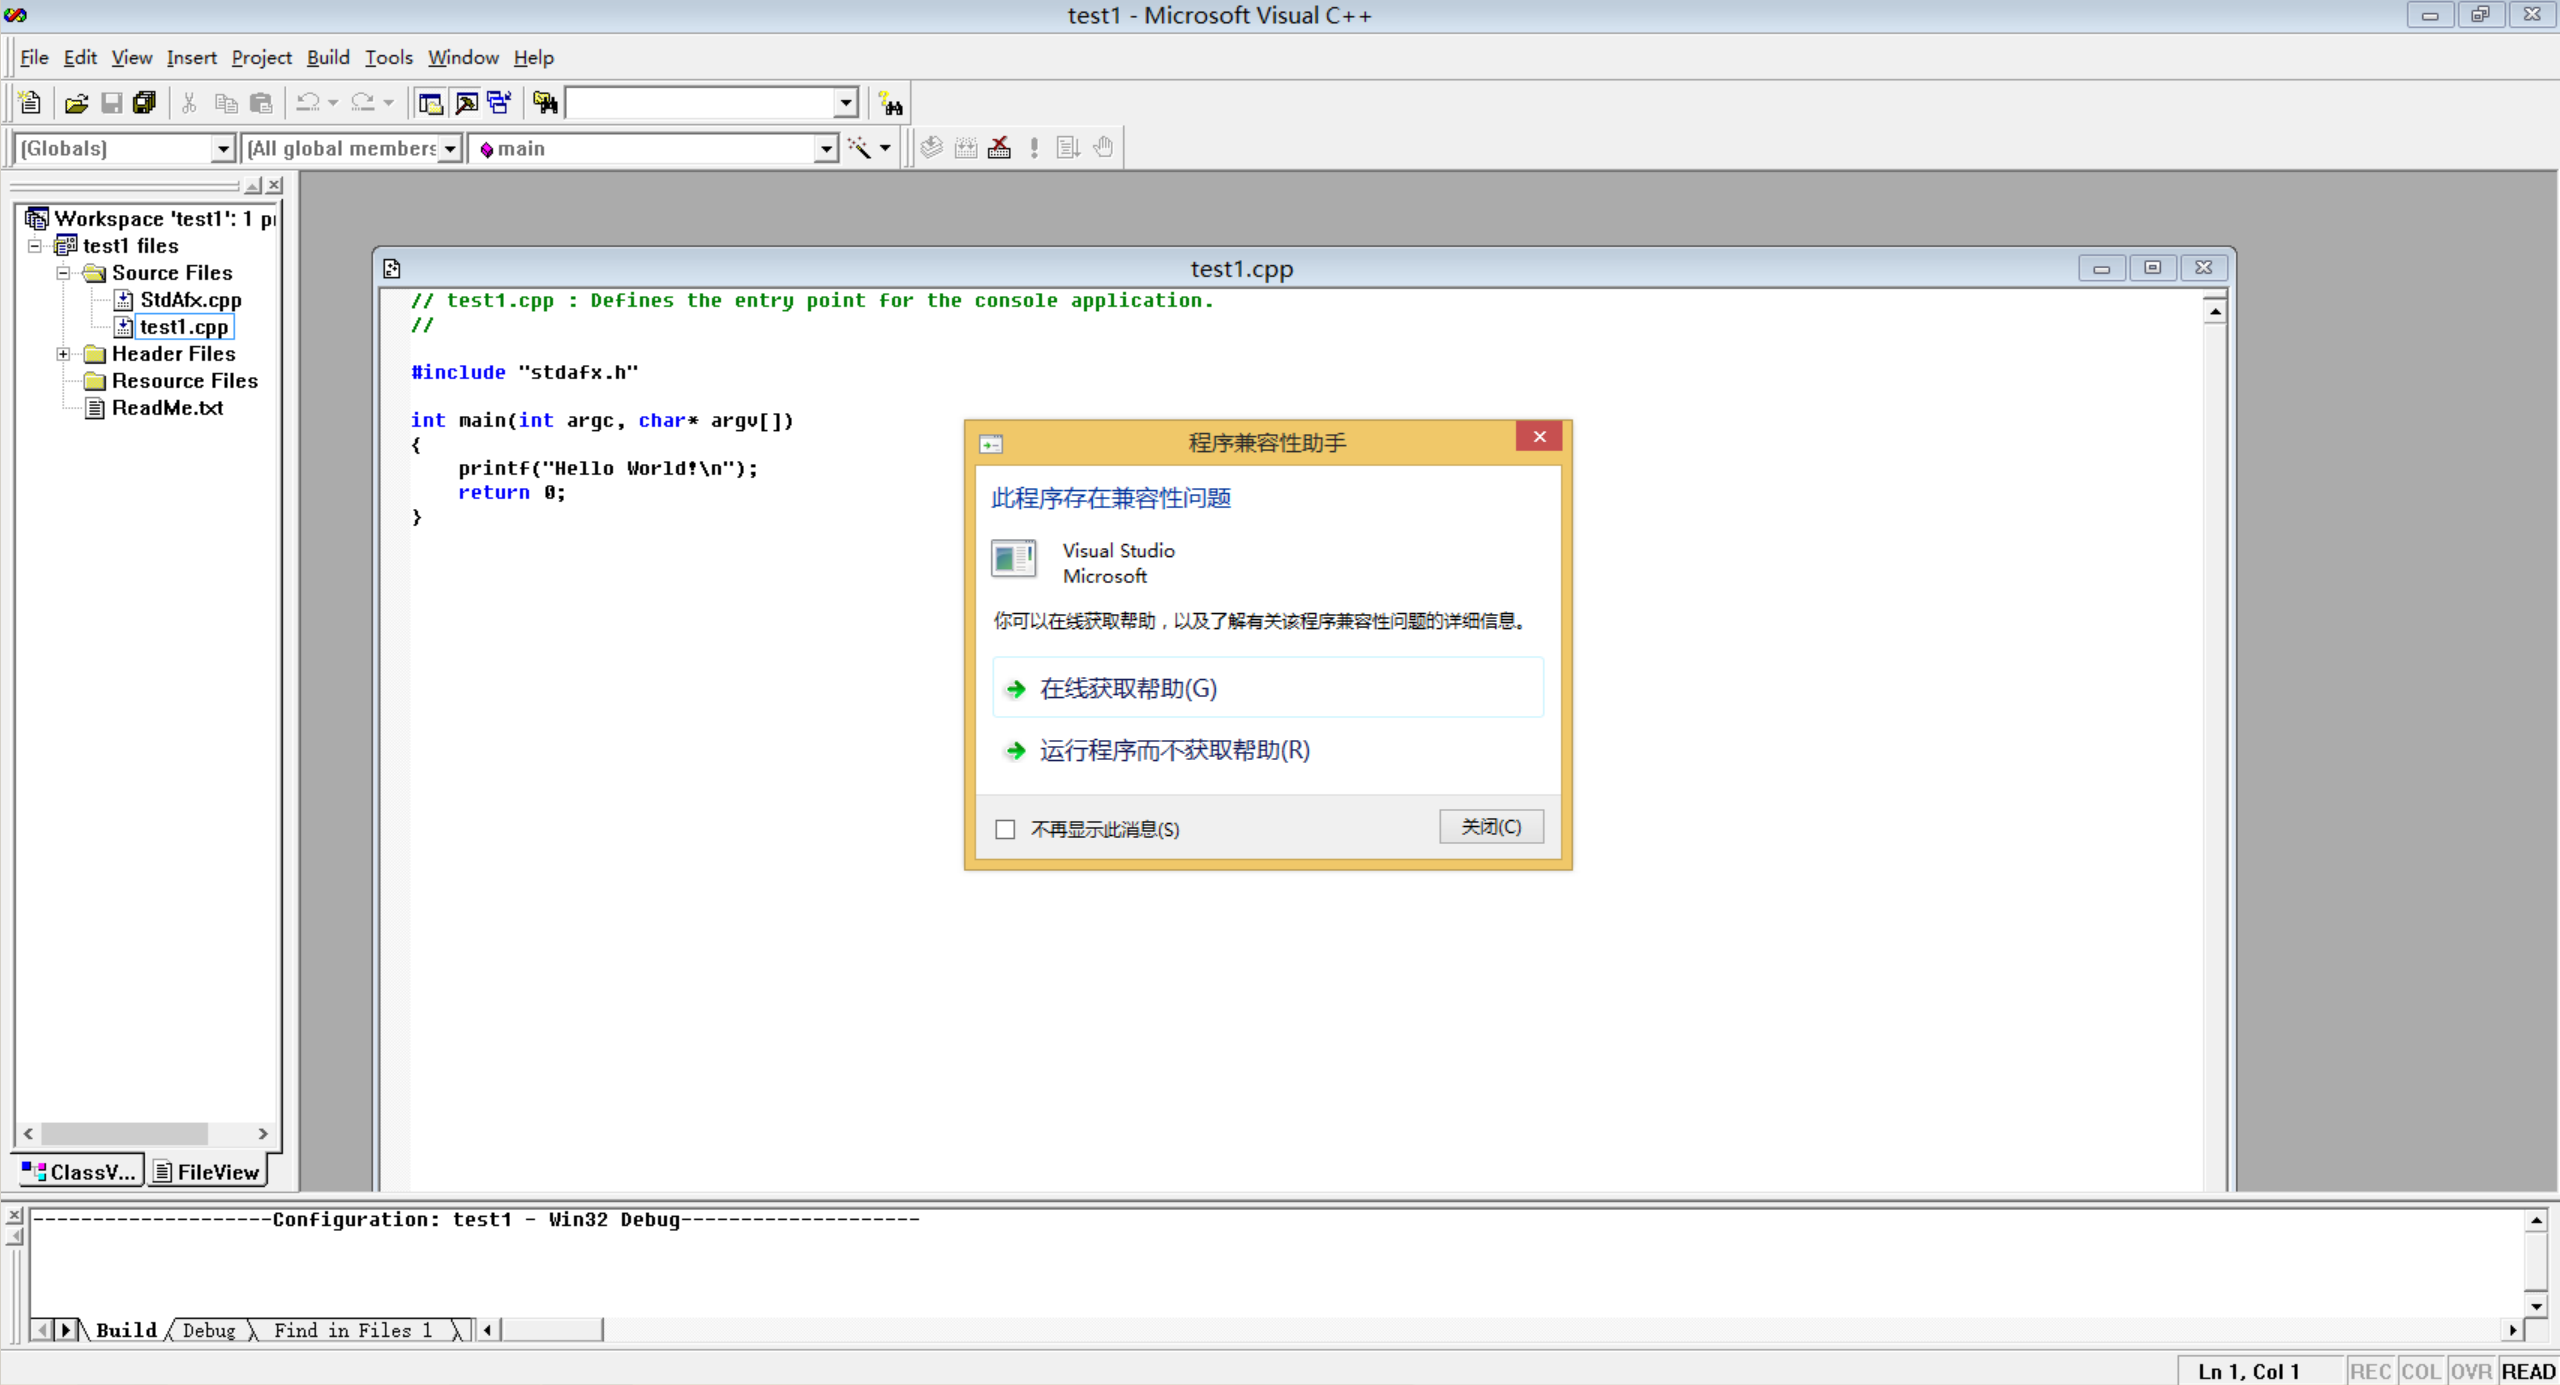 test1 - Microsoft Visual C++
File Edit View Insert Project Build Tools Window Help
(Globals) (All global members main
Workspace 'test1': 1 pr
test1 files
Source Files
StdAfx.cpp
test1.cpp
Header Files
Resource Files
ReadMe.txt
ClassV... FileView
test1.cpp
// test1.cpp : Defines the entry point for the console application.
//
#include "stdafx.h"
int main(int argc, char* argv[])
{
printf("Hello World!\n");
return 0;
}
程序兼容性助手
此程序存在兼容性问题
Visual Studio
Microsoft
你可以在线获取帮助，以及了解有关该程序兼容性问题的详细信息。
在线获取帮助(G)
运行程序而不获取帮助(R)
不再显示此消息(S) 关闭(C)
--------------------Configuration: test1 - Win32 Debug--------------------
Build Debug Find in Files 1
Ln 1, Col 1 REC COL OVR READ